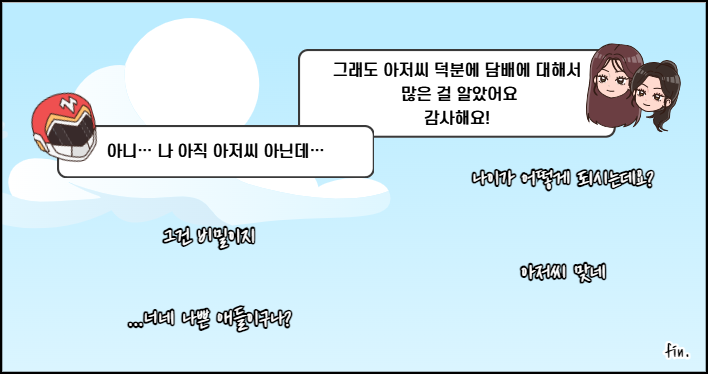 그래도 아저씨 덕분에 담배에 대해서
많은 걸 알았어요
감사해요!
아니… 나 아직 아저씨 아닌데…
나이가 어떻게 되시는데요?
그건 비밀이지
아저씨 맞네
...너네 나쁜 애들이구나?
fin.